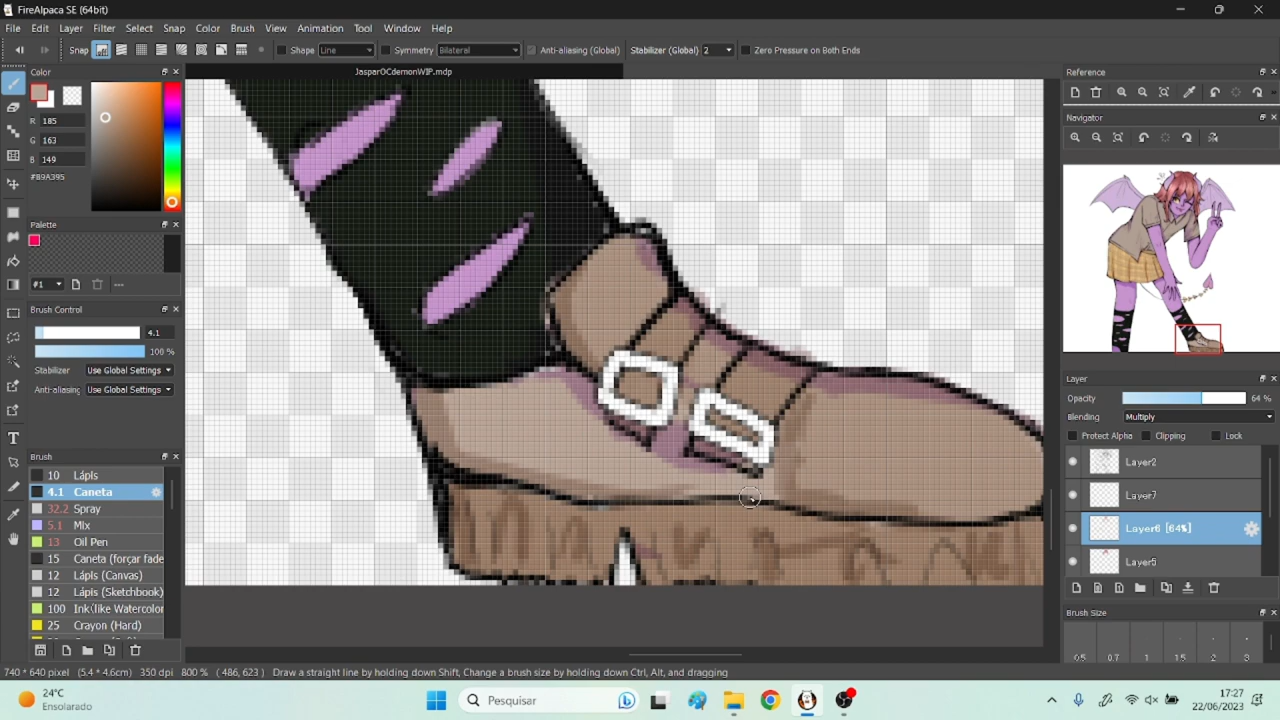 FireAlpaca SE (64bit)
File Edit Layer Filter Select Snap Color Brush View Animation Tool Window Help
Snap Shape Line Symmetry Bilateral Anti-aliasing (Global) Stabilizer (Global) 2 Zero Pressure on Both Ends
Color
JasparOCdemonWIP.mdp
Reference
R 185
G 163
B 149
#B9A395
Navigator
Palette
#1
Brush Control
4.1
100 %
Stabilizer Use Global Settings
Anti-aliasing Use Global Settings
Layer
Opacity 64 %
Blending Multiply
Protect Alpha Clipping Lock
Brush
10 Lápis
4.1 Caneta
32.2 Spray
5.1 Mix
13 Oil Pen
15 Caneta (forçar fade
12 Lápis (Canvas)
12 Lápis (Sketchbook)
100 Ink (like Watercolor
25 Crayon (Hard)
Layer2
Layer7
Layer6 [64%]
Layer5
Brush Size
0.5 0.7 1 1.5 2 3
740 * 640 pixel (5.4 * 4.6cm) 350 dpi 800 % ( 486, 623 ) Draw a straight line by holding down Shift, Change a brush size by holding down Ctrl, Alt, and dragging
24°C
Ensolarado
Pesquisar
17:27
22/06/2023